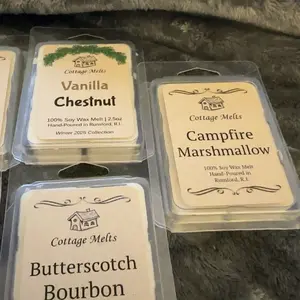 Cottage Melts
Vanilla
Chestnut
100% Soy Wax Melt | 2.5oz
Hand-Poured in Rumford, R.I.
Winter 2025 Collection
Cottage Melts
Campfire
Marshmallow
100% Soy Wax Melt
Hand-Poured in
Rumford, R.I.
Cottage Melts
Butterscotch
Bourbon